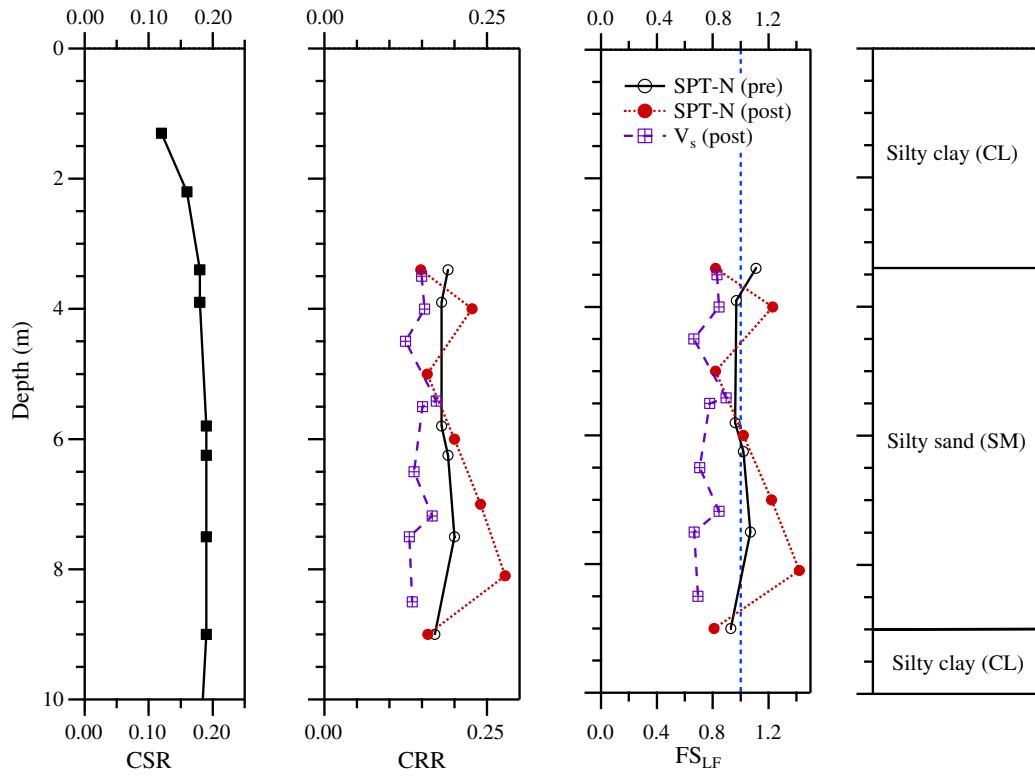 0.00 0.10 0.20
0.00 0.25
0.0 0.4 0.8 1.2
0
2
4
6
8
10
Depth (m)
SPT-N (pre)
SPT-N (post)
Vs (post)
Silty clay (CL)
Silty sand (SM)
Silty clay (CL)
0.00 0.10 0.20
0.00 0.25
0.0 0.4 0.8 1.2
CSR
CRR
FSLF